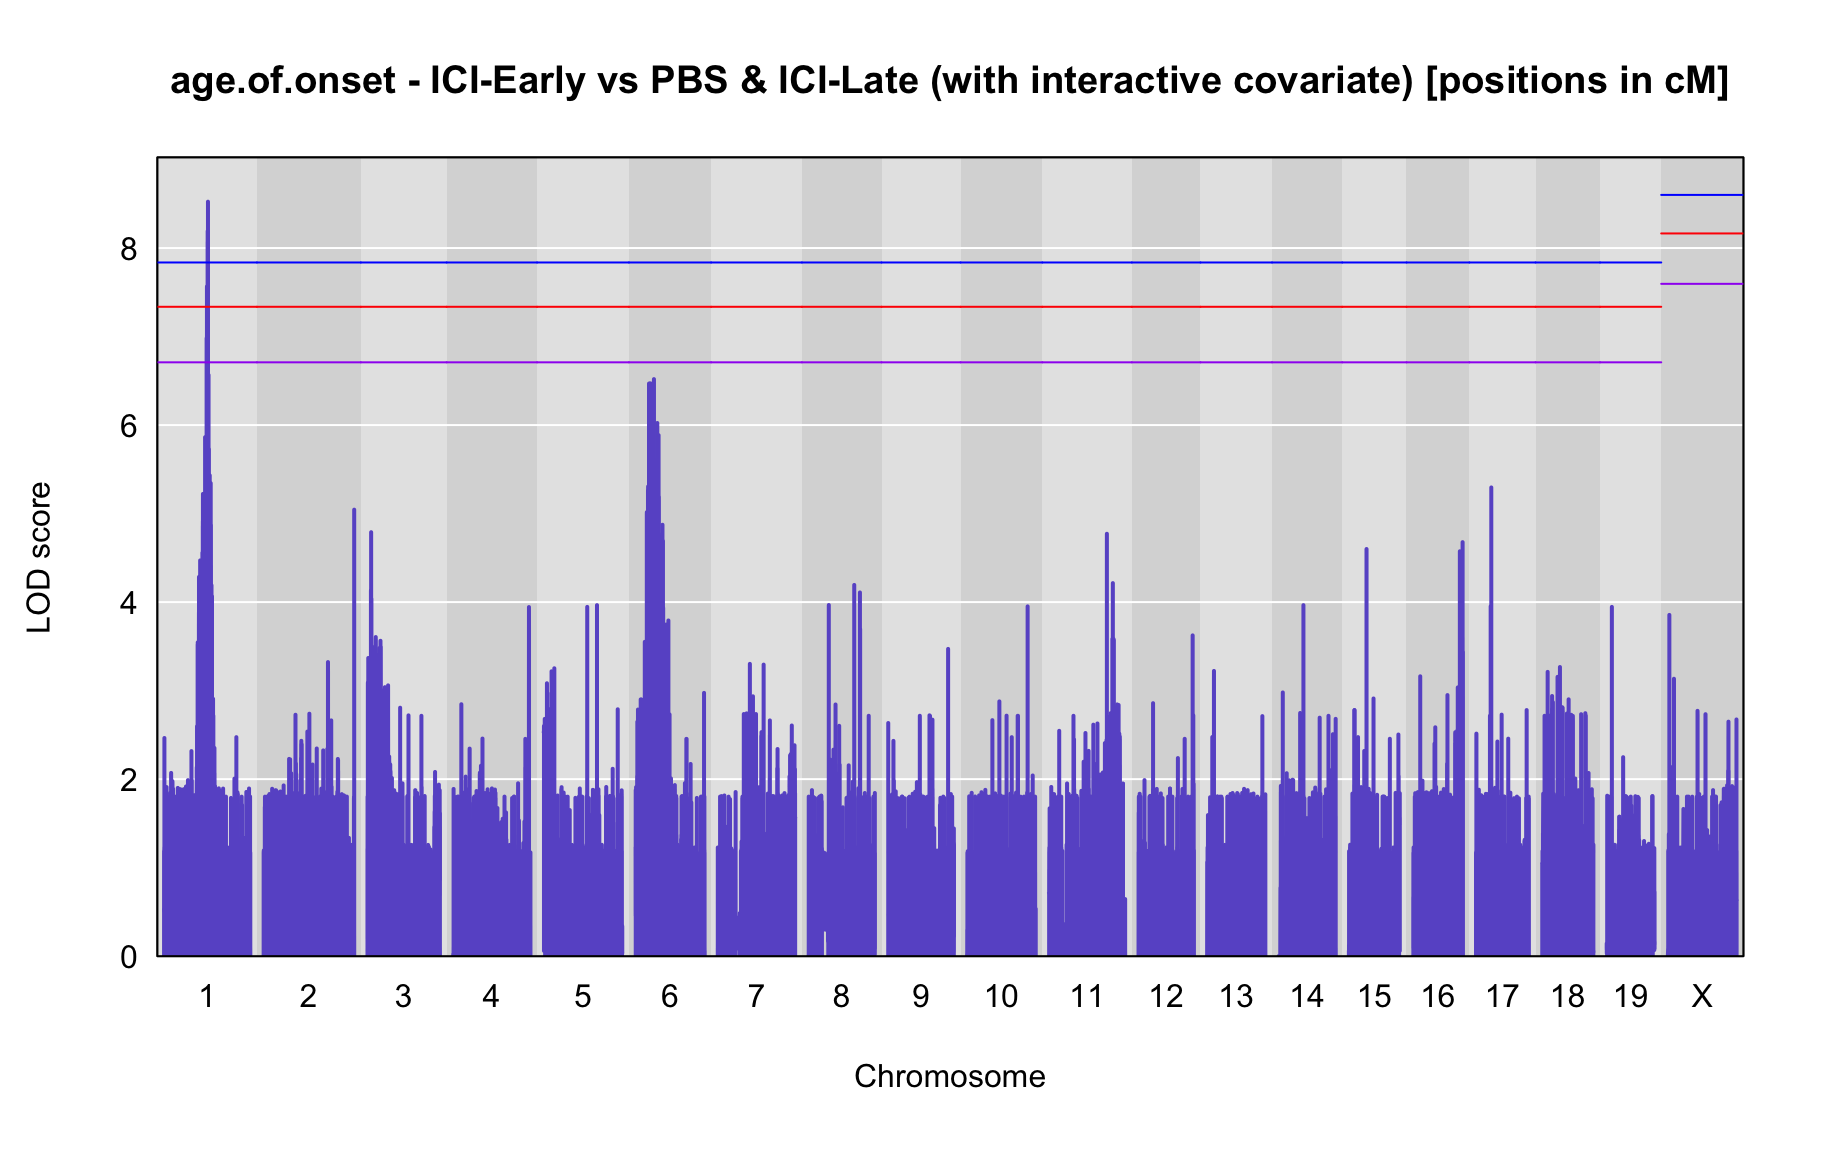 age.of.onset - ICI-Early vs PBS & ICI-Late (with interactive covariate) [positions in cM]
LOD score
8
6
4
2
0
1 2 3 4 5 6 7 8 9 10 11 12 13 14 15 16 17 18 19 X
Chromosome